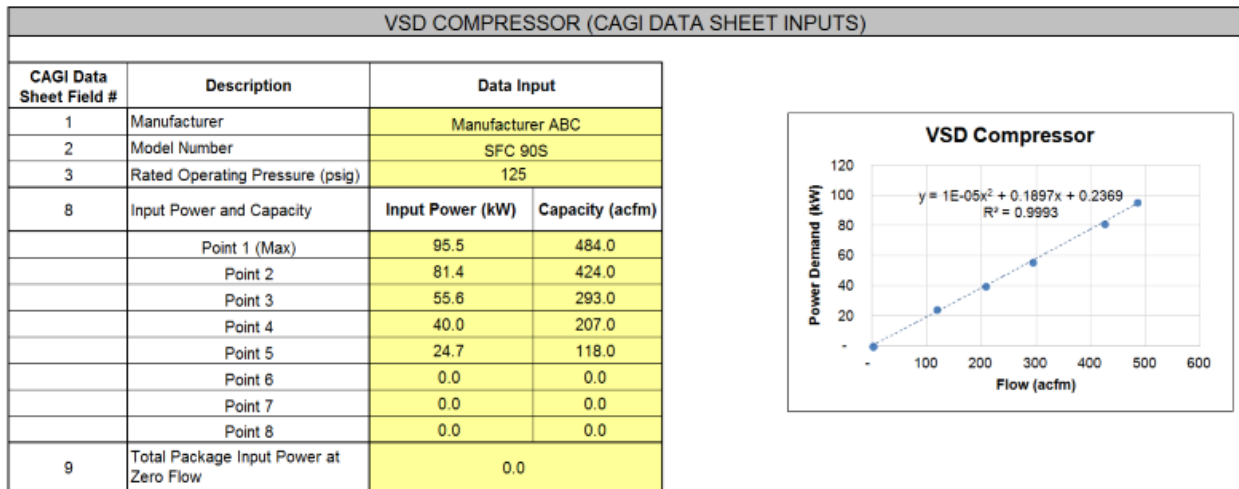 VSD COMPRESSOR (CAGI DATA SHEET INPUTS)
CAGI Data Sheet Field # Description Data Input
1 Manufacturer Manufacturer ABC
2 Model Number SFC 90S
3 Rated Operating Pressure (psig) 125
8 Input Power and Capacity Input Power (kW) Capacity (acfm)
Point 1 (Max) 95.5 484.0
Point 2 81.4 424.0
Point 3 55.6 293.0
Point 4 40.0 207.0
Point 5 24.7 118.0
Point 6 0.0 0.0
Point 7 0.0 0.0
Point 8 0.0 0.0
9 Total Package Input Power at Zero Flow 0.0
VSD Compressor
y = 1E-05x² + 0.1897x + 0.2369
R² = 0.9993
Power Demand (kW)
120
100
80
60
40
20
-
- 100 200 300 400 500 600
Flow (acfm)